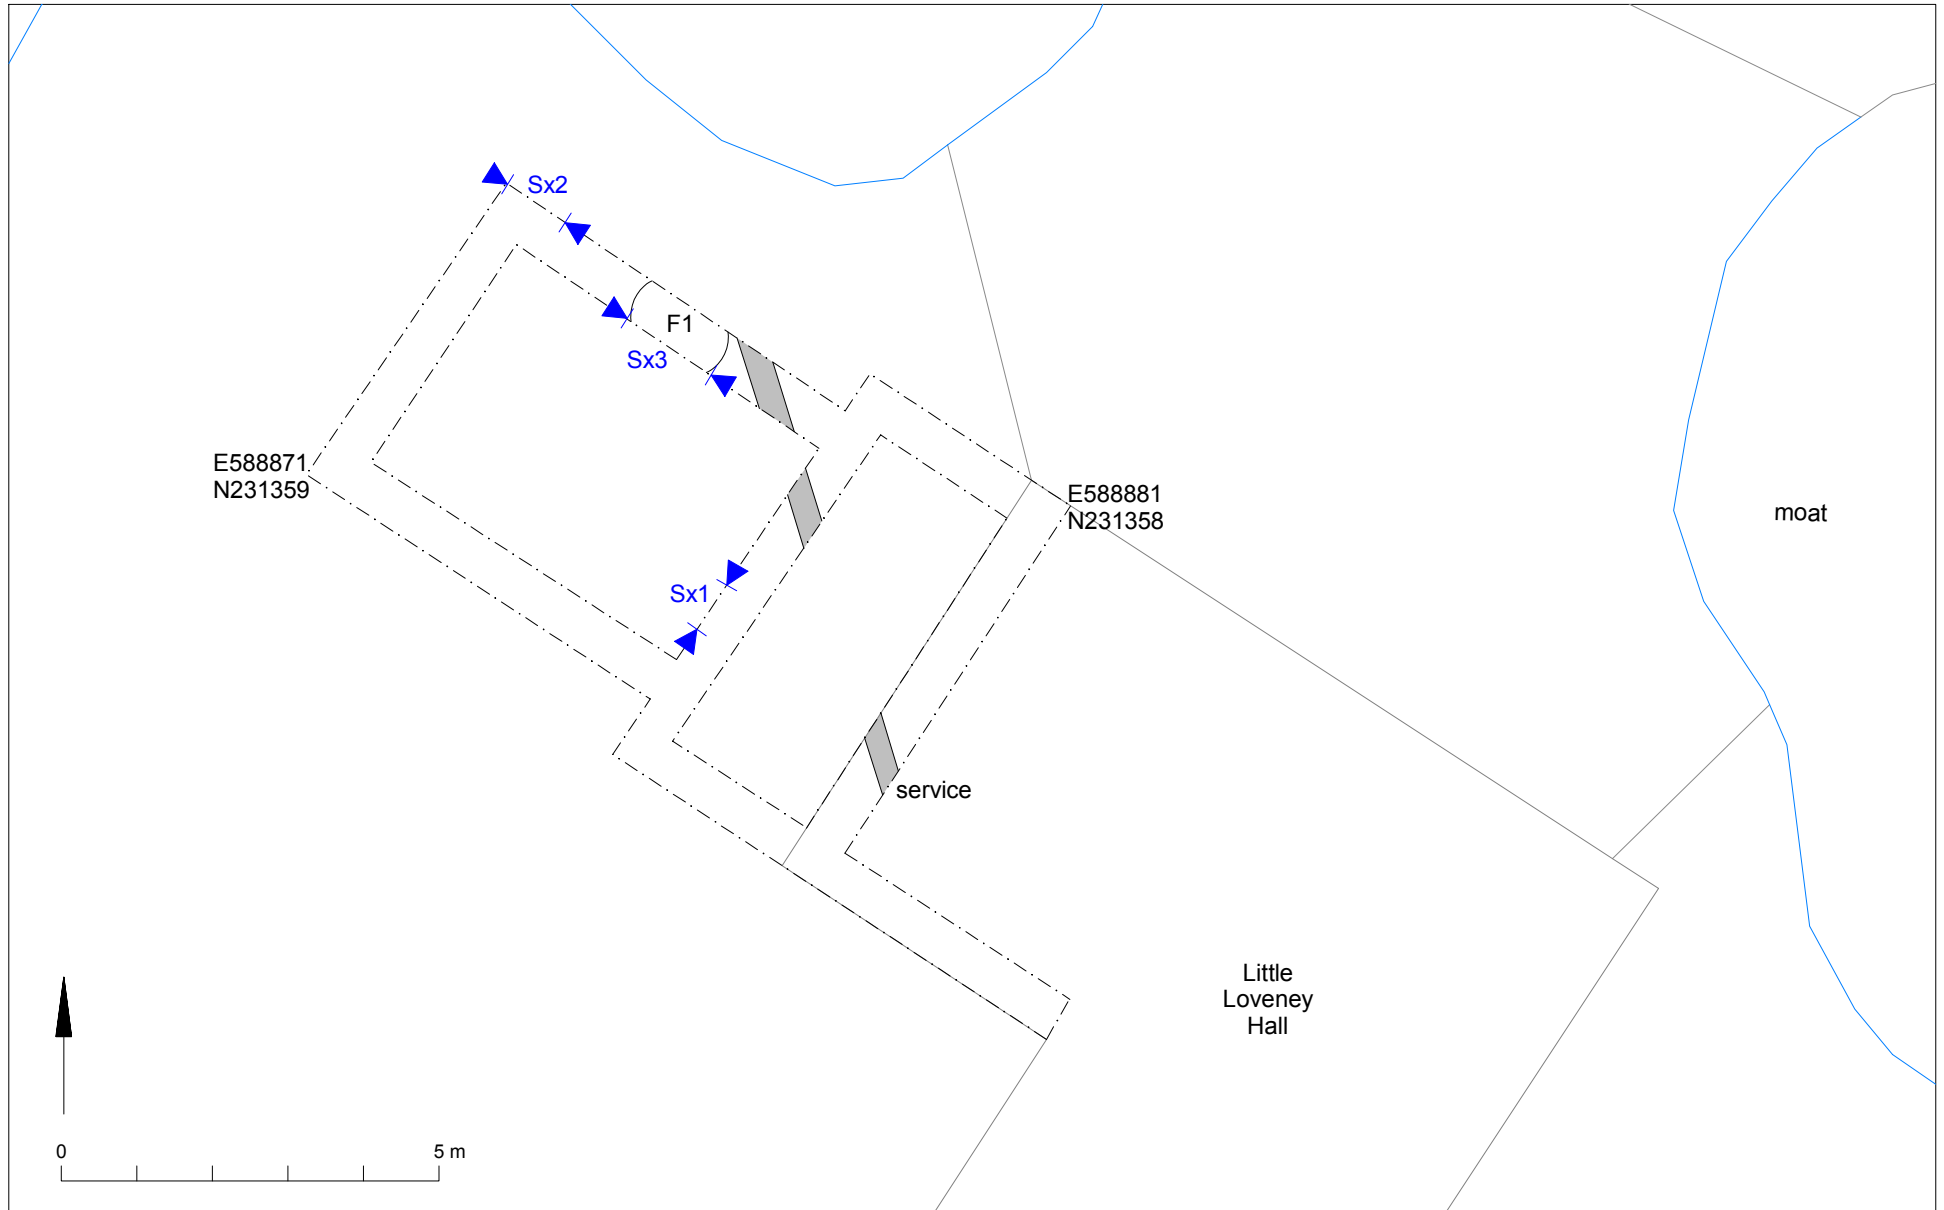 Sx2
F1
Sx3
E588871
N231359
E588881
N231358
moat
Sx1
service
Little
Loveney
Hall
0
5 m